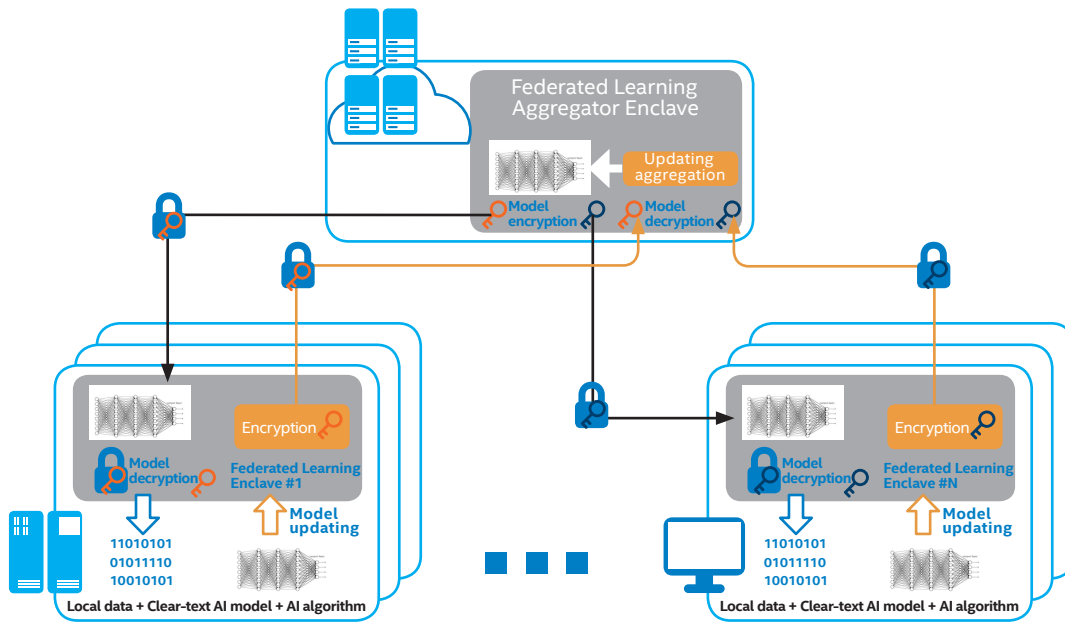 Federated Learning
Aggregator Enclave
Updating
aggregation
Model
encryption
Model
decryption
Encryption
Model
decryption
Federated Learning
Enclave #1
Model
updating
11010101
01011110
10010101
Local data + Clear-text AI model + AI algorithm
Encryption
Model
decryption
Federated Learning
Enclave #N
Model
updating
11010101
01011110
10010101
Local data + Clear-text AI model + AI algorithm